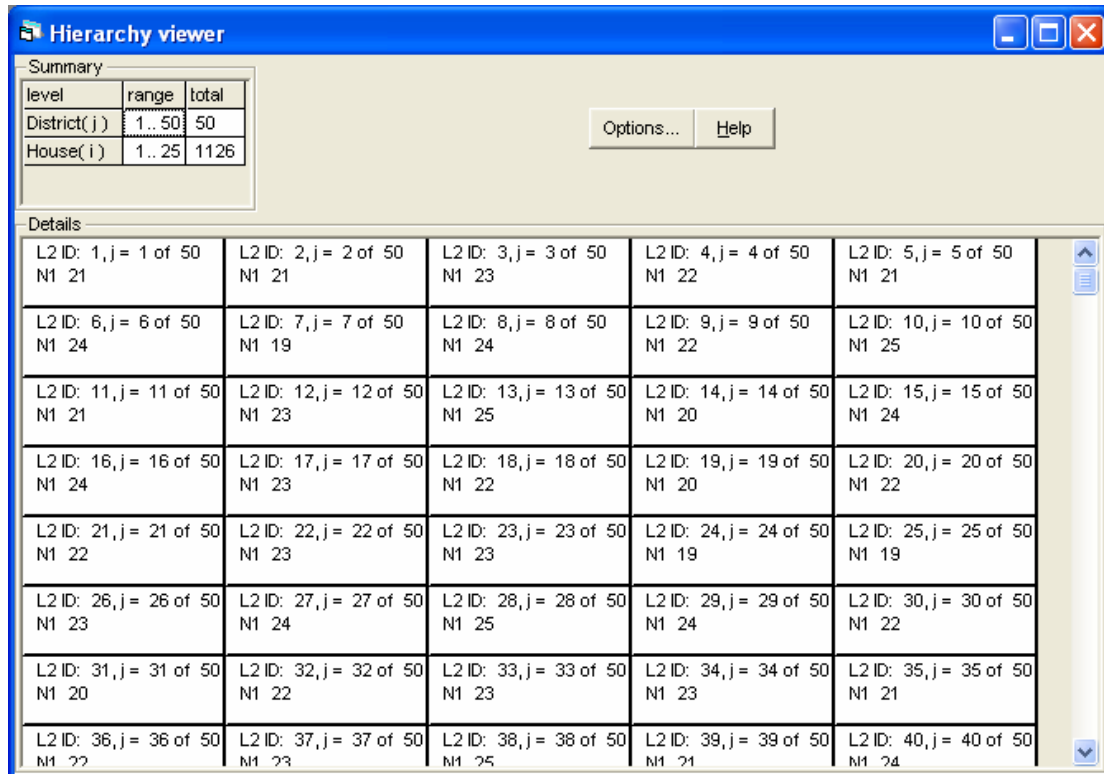 Hierarchy viewer
Summary
level range total
District( j ) 1.. 50 50
House( i ) 1.. 25 1126
Options... Help
Details
L2 ID: 1, j = 1 of 50 L2 ID: 2, j = 2 of 50 L2 ID: 3, j = 3 of 50 L2 ID: 4, j = 4 of 50 L2 ID: 5, j = 5 of 50
N1 21 N1 21 N1 23 N1 22 N1 21
L2 ID: 6, j = 6 of 50 L2 ID: 7, j = 7 of 50 L2 ID: 8, j = 8 of 50 L2 ID: 9, j = 9 of 50 L2 ID: 10, j = 10 of 50
N1 24 N1 19 N1 24 N1 22 N1 25
L2 ID: 11, j = 11 of 50 L2 ID: 12, j = 12 of 50 L2 ID: 13, j = 13 of 50 L2 ID: 14, j = 14 of 50 L2 ID: 15, j = 15 of 50
N1 21 N1 23 N1 25 N1 20 N1 24
L2 ID: 16, j = 16 of 50 L2 ID: 17, j = 17 of 50 L2 ID: 18, j = 18 of 50 L2 ID: 19, j = 19 of 50 L2 ID: 20, j = 20 of 50
N1 24 N1 23 N1 22 N1 20 N1 22
L2 ID: 21, j = 21 of 50 L2 ID: 22, j = 22 of 50 L2 ID: 23, j = 23 of 50 L2 ID: 24, j = 24 of 50 L2 ID: 25, j = 25 of 50
N1 22 N1 23 N1 23 N1 19 N1 19
L2 ID: 26, j = 26 of 50 L2 ID: 27, j = 27 of 50 L2 ID: 28, j = 28 of 50 L2 ID: 29, j = 29 of 50 L2 ID: 30, j = 30 of 50
N1 23 N1 24 N1 25 N1 24 N1 22
L2 ID: 31, j = 31 of 50 L2 ID: 32, j = 32 of 50 L2 ID: 33, j = 33 of 50 L2 ID: 34, j = 34 of 50 L2 ID: 35, j = 35 of 50
N1 20 N1 22 N1 23 N1 23 N1 21
L2 ID: 36, j = 36 of 50 L2 ID: 37, j = 37 of 50 L2 ID: 38, j = 38 of 50 L2 ID: 39, j = 39 of 50 L2 ID: 40, j = 40 of 50
N1 22 N1 23 N1 25 N1 21 N1 24